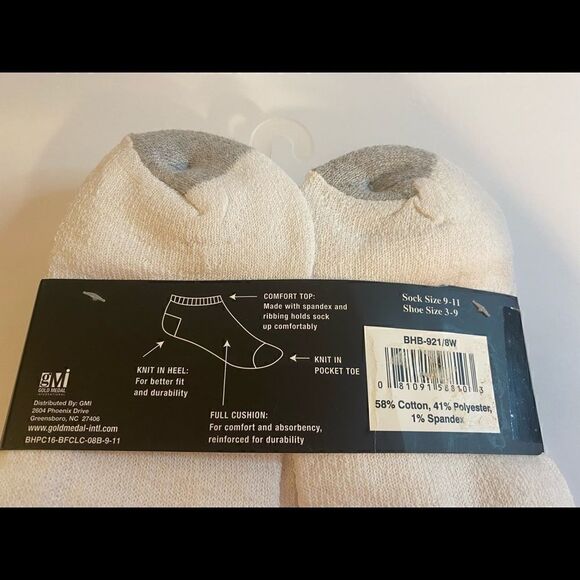 COMFORT TOP:
Made with spandex and
ribbing holds sock
up comfortably
KNIT IN HEEL:
For better fit
and durability
KNIT IN
POCKET TOE
FULL CUSHION:
For comfort and absorbency,
reinforced for durability
gMi
GOLD MEDAL
INTERNATIONAL
Distributed By: GMI
2604 Phoenix Drive
Greensboro, NC 27406
www.goldmedal-intl.com
BHPC16-BFCLC-08B-9-11
Sock Size 9-11
Shoe Size 3-9
BHB-921/8W
58% Cotton, 41% Polyester,
1% Spandex